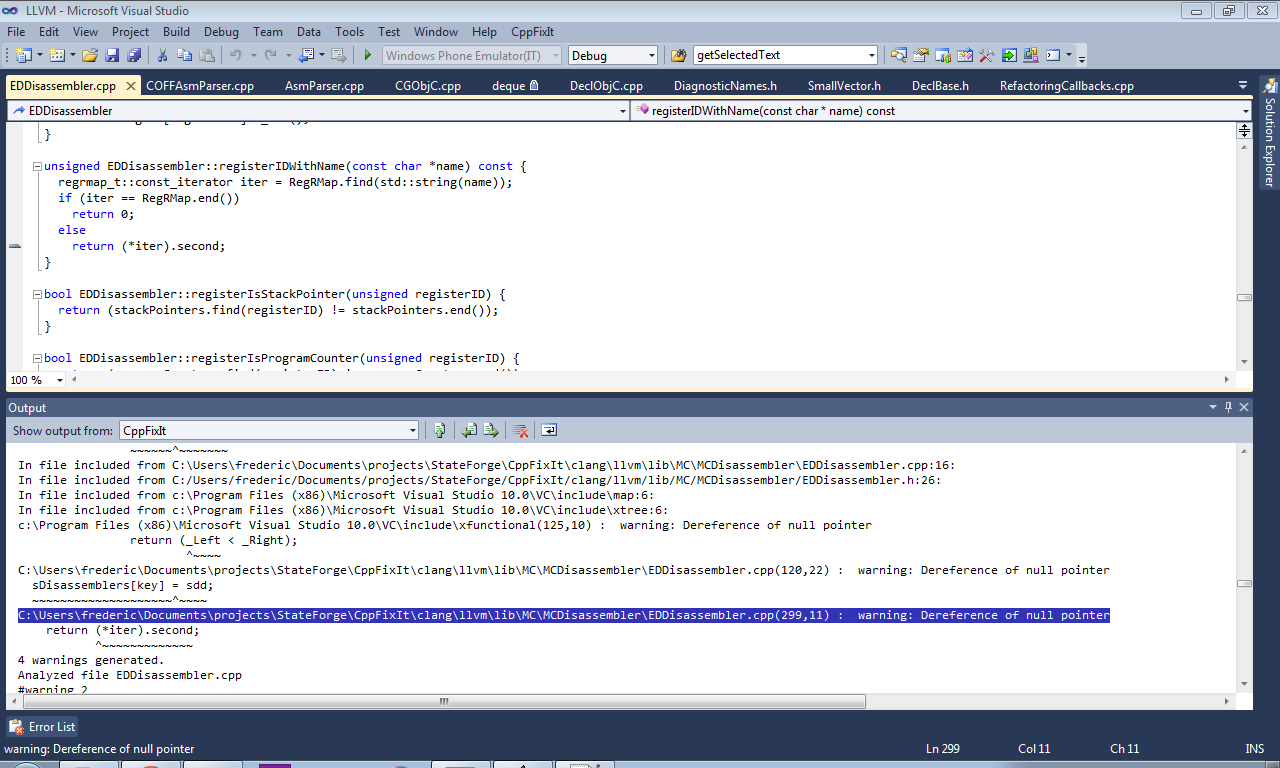 LLVM - Microsoft Visual Studio
File Edit View Project Build Debug Team Data Tools Test Window Help CppFixIt
Windows Phone Emulator(IT) Debug getSelectedText
EDDisassembler.cpp COFFAsmParser.cpp AsmParser.cpp CGObjC.cpp deque DeclObjC.cpp DiagnosticNames.h SmallVector.h DeclBase.h RefactoringCallbacks.cpp
Solution Explorer
EDDisassembler registerIDWithName(const char * name) const
}
unsigned EDDisassembler::registerIDWithName(const char *name) const {
regrmap_t::const_iterator iter = RegRMap.find(std::string(name));
if (iter == RegRMap.end())
return 0;
else
return (*iter).second;
}
bool EDDisassembler::registerIsStackPointer(unsigned registerID) {
return (stackPointers.find(registerID) != stackPointers.end());
}
bool EDDisassembler::registerIsProgramCounter(unsigned registerID) {
100 %
Output
Show output from: CppFixIt
~~~~~~^~~~~~~~
In file included from C:\Users\frederic\Documents\projects\StateForge\CppFixIt\clang\llvm\lib\MC\MCDisassembler\EDDisassembler.cpp:16:
In file included from C:/Users/frederic/Documents/projects/StateForge/CppFixIt/clang/llvm/lib/MC/MCDisassembler/EDDisassembler.h:26:
In file included from c:\Program Files (x86)\Microsoft Visual Studio 10.0\VC\include\map:6:
In file included from c:\Program Files (x86)\Microsoft Visual Studio 10.0\VC\include\xtree:6:
c:\Program Files (x86)\Microsoft Visual Studio 10.0\VC\include\xfunctional(125,10) :  warning: Dereference of null pointer
return (_Left < _Right);
^~~~~
C:\Users\frederic\Documents\projects\StateForge\CppFixIt\clang\llvm\lib\MC\MCDisassembler\EDDisassembler.cpp(120,22) :  warning: Dereference of null pointer
sDisassemblers[key] = sdd;
~~~~~~~~~~~~~~~~~~~~^~~~~
C:\Users\frederic\Documents\projects\StateForge\CppFixIt\clang\llvm\lib\MC\MCDisassembler\EDDisassembler.cpp(299,11) :  warning: Dereference of null pointer
return (*iter).second;
^~~~~~~~~~~~~~
4 warnings generated.
Analyzed file EDDisassembler.cpp
#warning 2
Error List
warning: Dereference of null pointer Ln 299 Col 11 Ch 11 INS